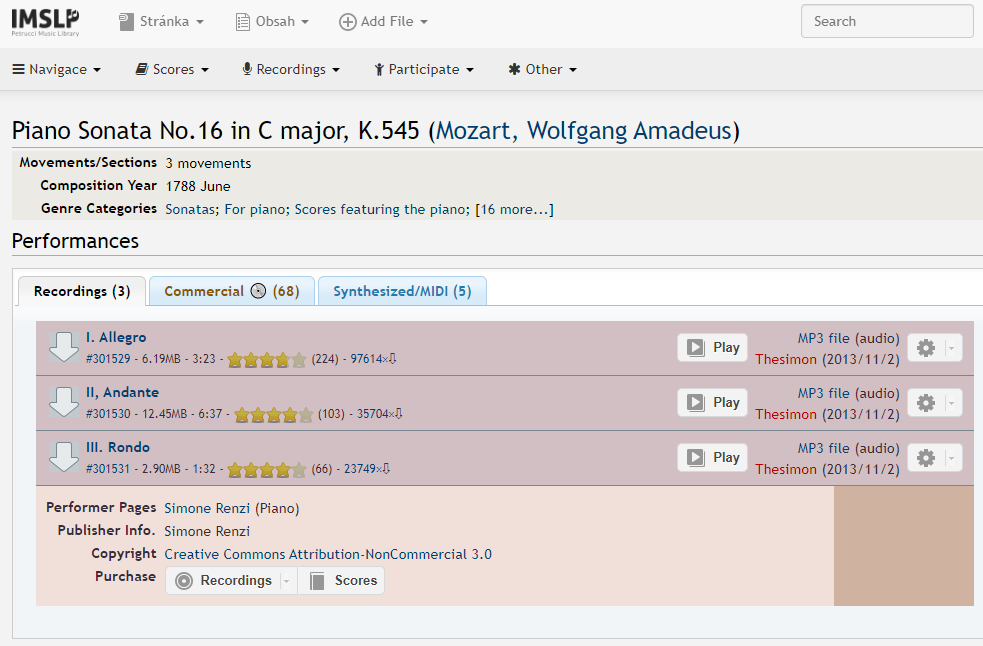 IMSLP
Petrucci Music Library
Stránka Obsah Add File Search
Navigace Scores Recordings Participate Other
Piano Sonata No.16 in C major, K.545 (Mozart, Wolfgang Amadeus)
Movements/Sections 3 movements
Composition Year 1788 June
Genre Categories Sonatas; For piano; Scores featuring the piano; [16 more...]
Performances
Recordings (3) Commercial (68) Synthesized/MIDI (5)
I. Allegro Play MP3 file (audio)
#301529 - 6.19MB - 3:23 - (224) - 97614×⇩ Thesimon (2013/11/2)
II, Andante Play MP3 file (audio)
#301530 - 12.45MB - 6:37 - (103) - 35704×⇩ Thesimon (2013/11/2)
III. Rondo Play MP3 file (audio)
#301531 - 2.90MB - 1:32 - (66) - 23749×⇩ Thesimon (2013/11/2)
Performer Pages Simone Renzi (Piano)
Publisher Info. Simone Renzi
Copyright Creative Commons Attribution-NonCommercial 3.0
Purchase Recordings Scores